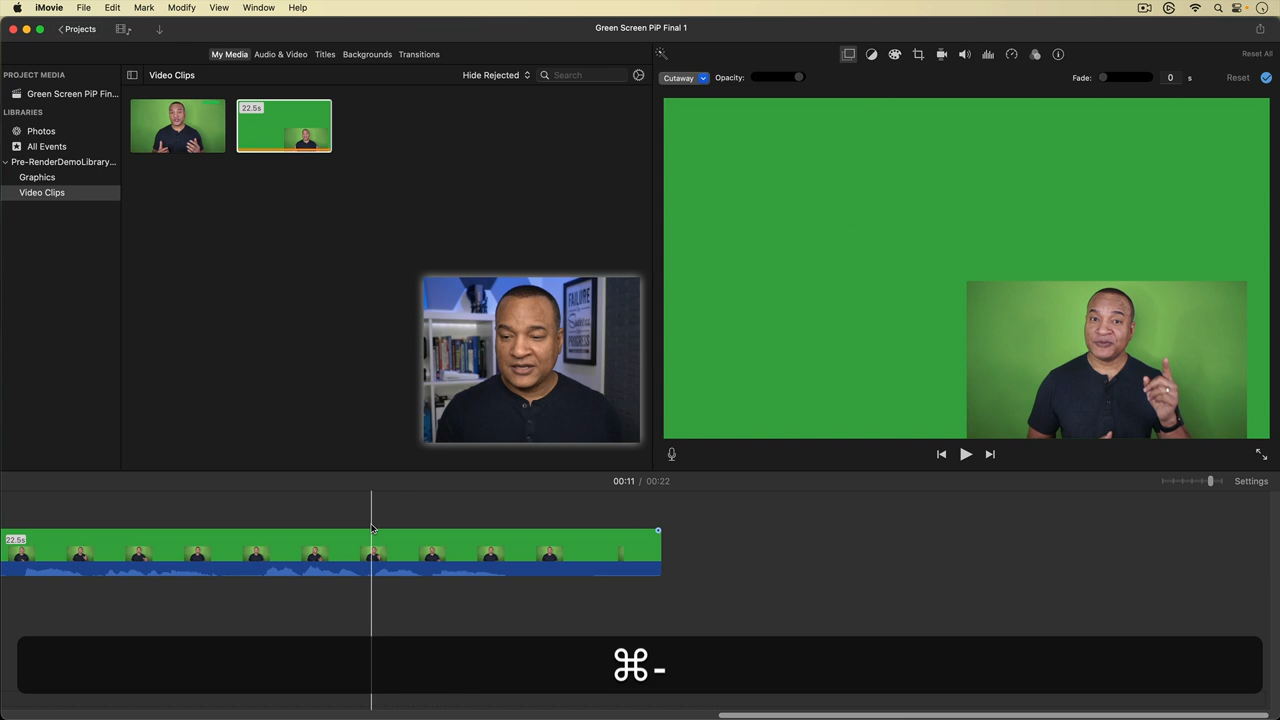 iMovie File Edit Mark Modify View Window Help
Projects
Green Screen PiP Final 1
My Media Audio & Video Titles Backgrounds Transitions
Reset All
PROJECT MEDIA
Green Screen PiP Fin...
LIBRARIES
Photos
All Events
Pre-RenderDemoLibrary...
Graphics
Video Clips
Video Clips
Hide Rejected
Search
22.5s
Cutaway Opacity:
Fade: 0 s Reset
FAILURE
Success
PROGRESS
00:11 / 00:22
Settings
22.5s
⌘-